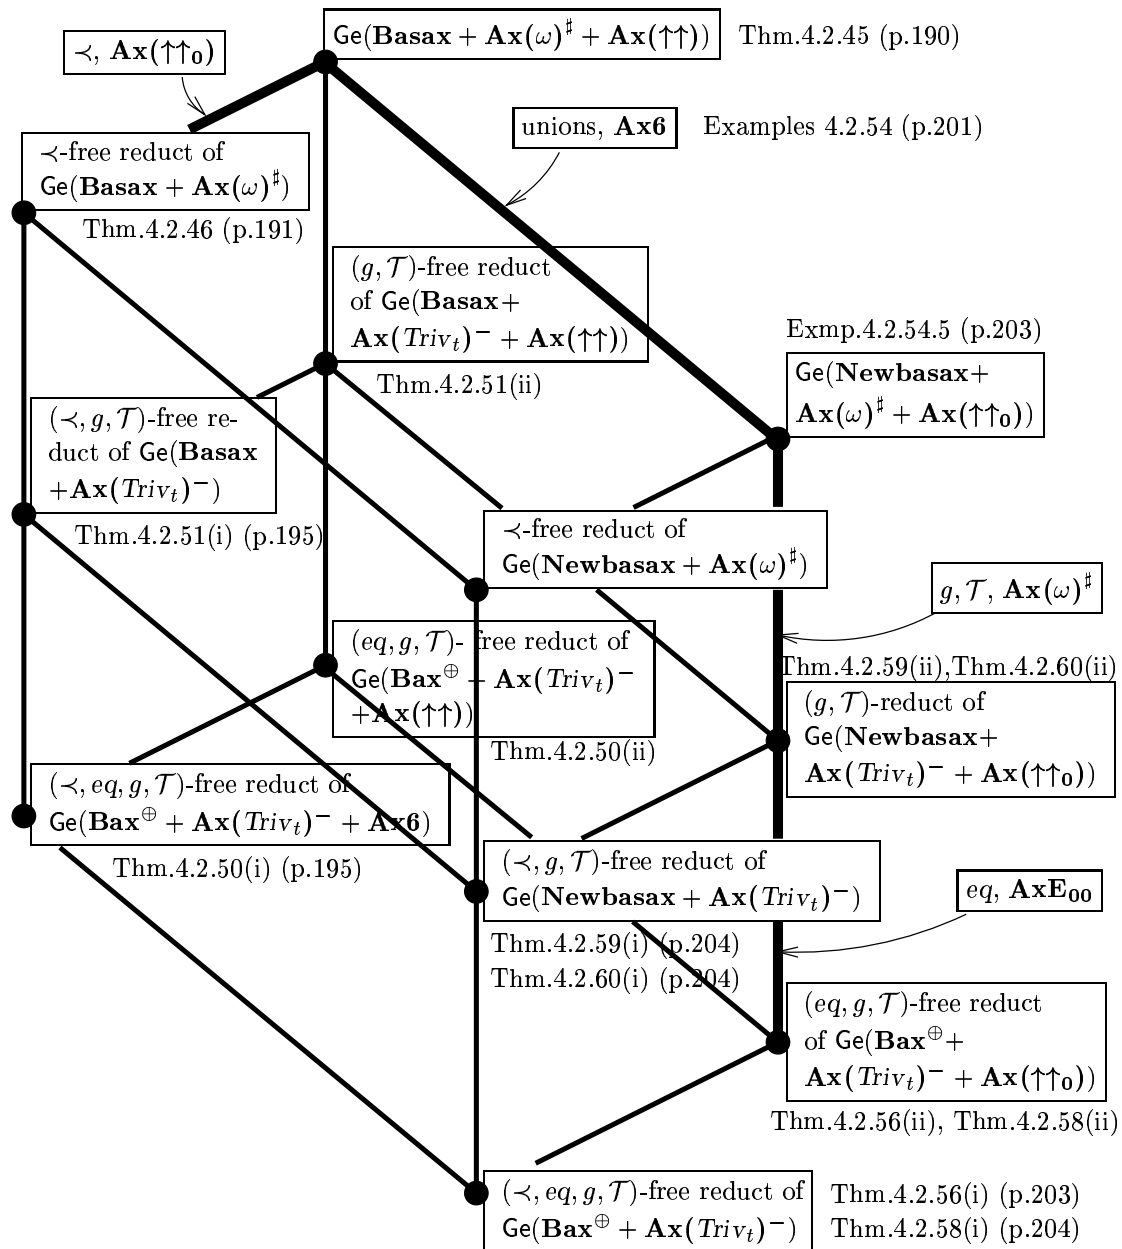 Ge(Basax + Ax(ω)♯ + Ax(↑↑)) Thm.4.2.45 (p.190)
≺, Ax(↑↑₀)
unions, Ax6 Examples 4.2.54 (p.201)
≺-free reduct of
Ge(Basax + Ax(ω)♯)
Thm.4.2.46 (p.191)
(g, 𝒯)-free reduct
of Ge(Basax+
Ax(Triv_t)⁻ + Ax(↑↑))
Thm.4.2.51(ii)
Exmp.4.2.54.5 (p.203)
Ge(Newbasax+
Ax(ω)♯ + Ax(↑↑₀))
(≺, g, 𝒯)-free re-
duct of Ge(Basax
+Ax(Triv_t)⁻)
Thm.4.2.51(i) (p.195)
≺-free reduct of
Ge(Newbasax + Ax(ω)♯)
g, 𝒯, Ax(ω)♯
(eq, g, 𝒯)- free reduct of
Ge(Bax⊕ + Ax(Triv_t)⁻
+Ax(↑↑))
Thm.4.2.50(ii)
Thm.4.2.59(ii),Thm.4.2.60(ii)
(g, 𝒯)-reduct of
Ge(Newbasax+
Ax(Triv_t)⁻ + Ax(↑↑₀))
(≺, eq, g, 𝒯)-free reduct of
Ge(Bax⊕ + Ax(Triv_t)⁻ + Ax6)
Thm.4.2.50(i) (p.195)
(≺, g, 𝒯)-free reduct of
Ge(Newbasax + Ax(Triv_t)⁻)
Thm.4.2.59(i) (p.204)
Thm.4.2.60(i) (p.204)
eq, AxE₀₀
(eq, g, 𝒯)-free reduct
of Ge(Bax⊕+
Ax(Triv_t)⁻ + Ax(↑↑₀))
Thm.4.2.56(ii), Thm.4.2.58(ii)
(≺, eq, g, 𝒯)-free reduct of
Ge(Bax⊕ + Ax(Triv_t)⁻)
Thm.4.2.56(i) (p.203)
Thm.4.2.58(i) (p.204)